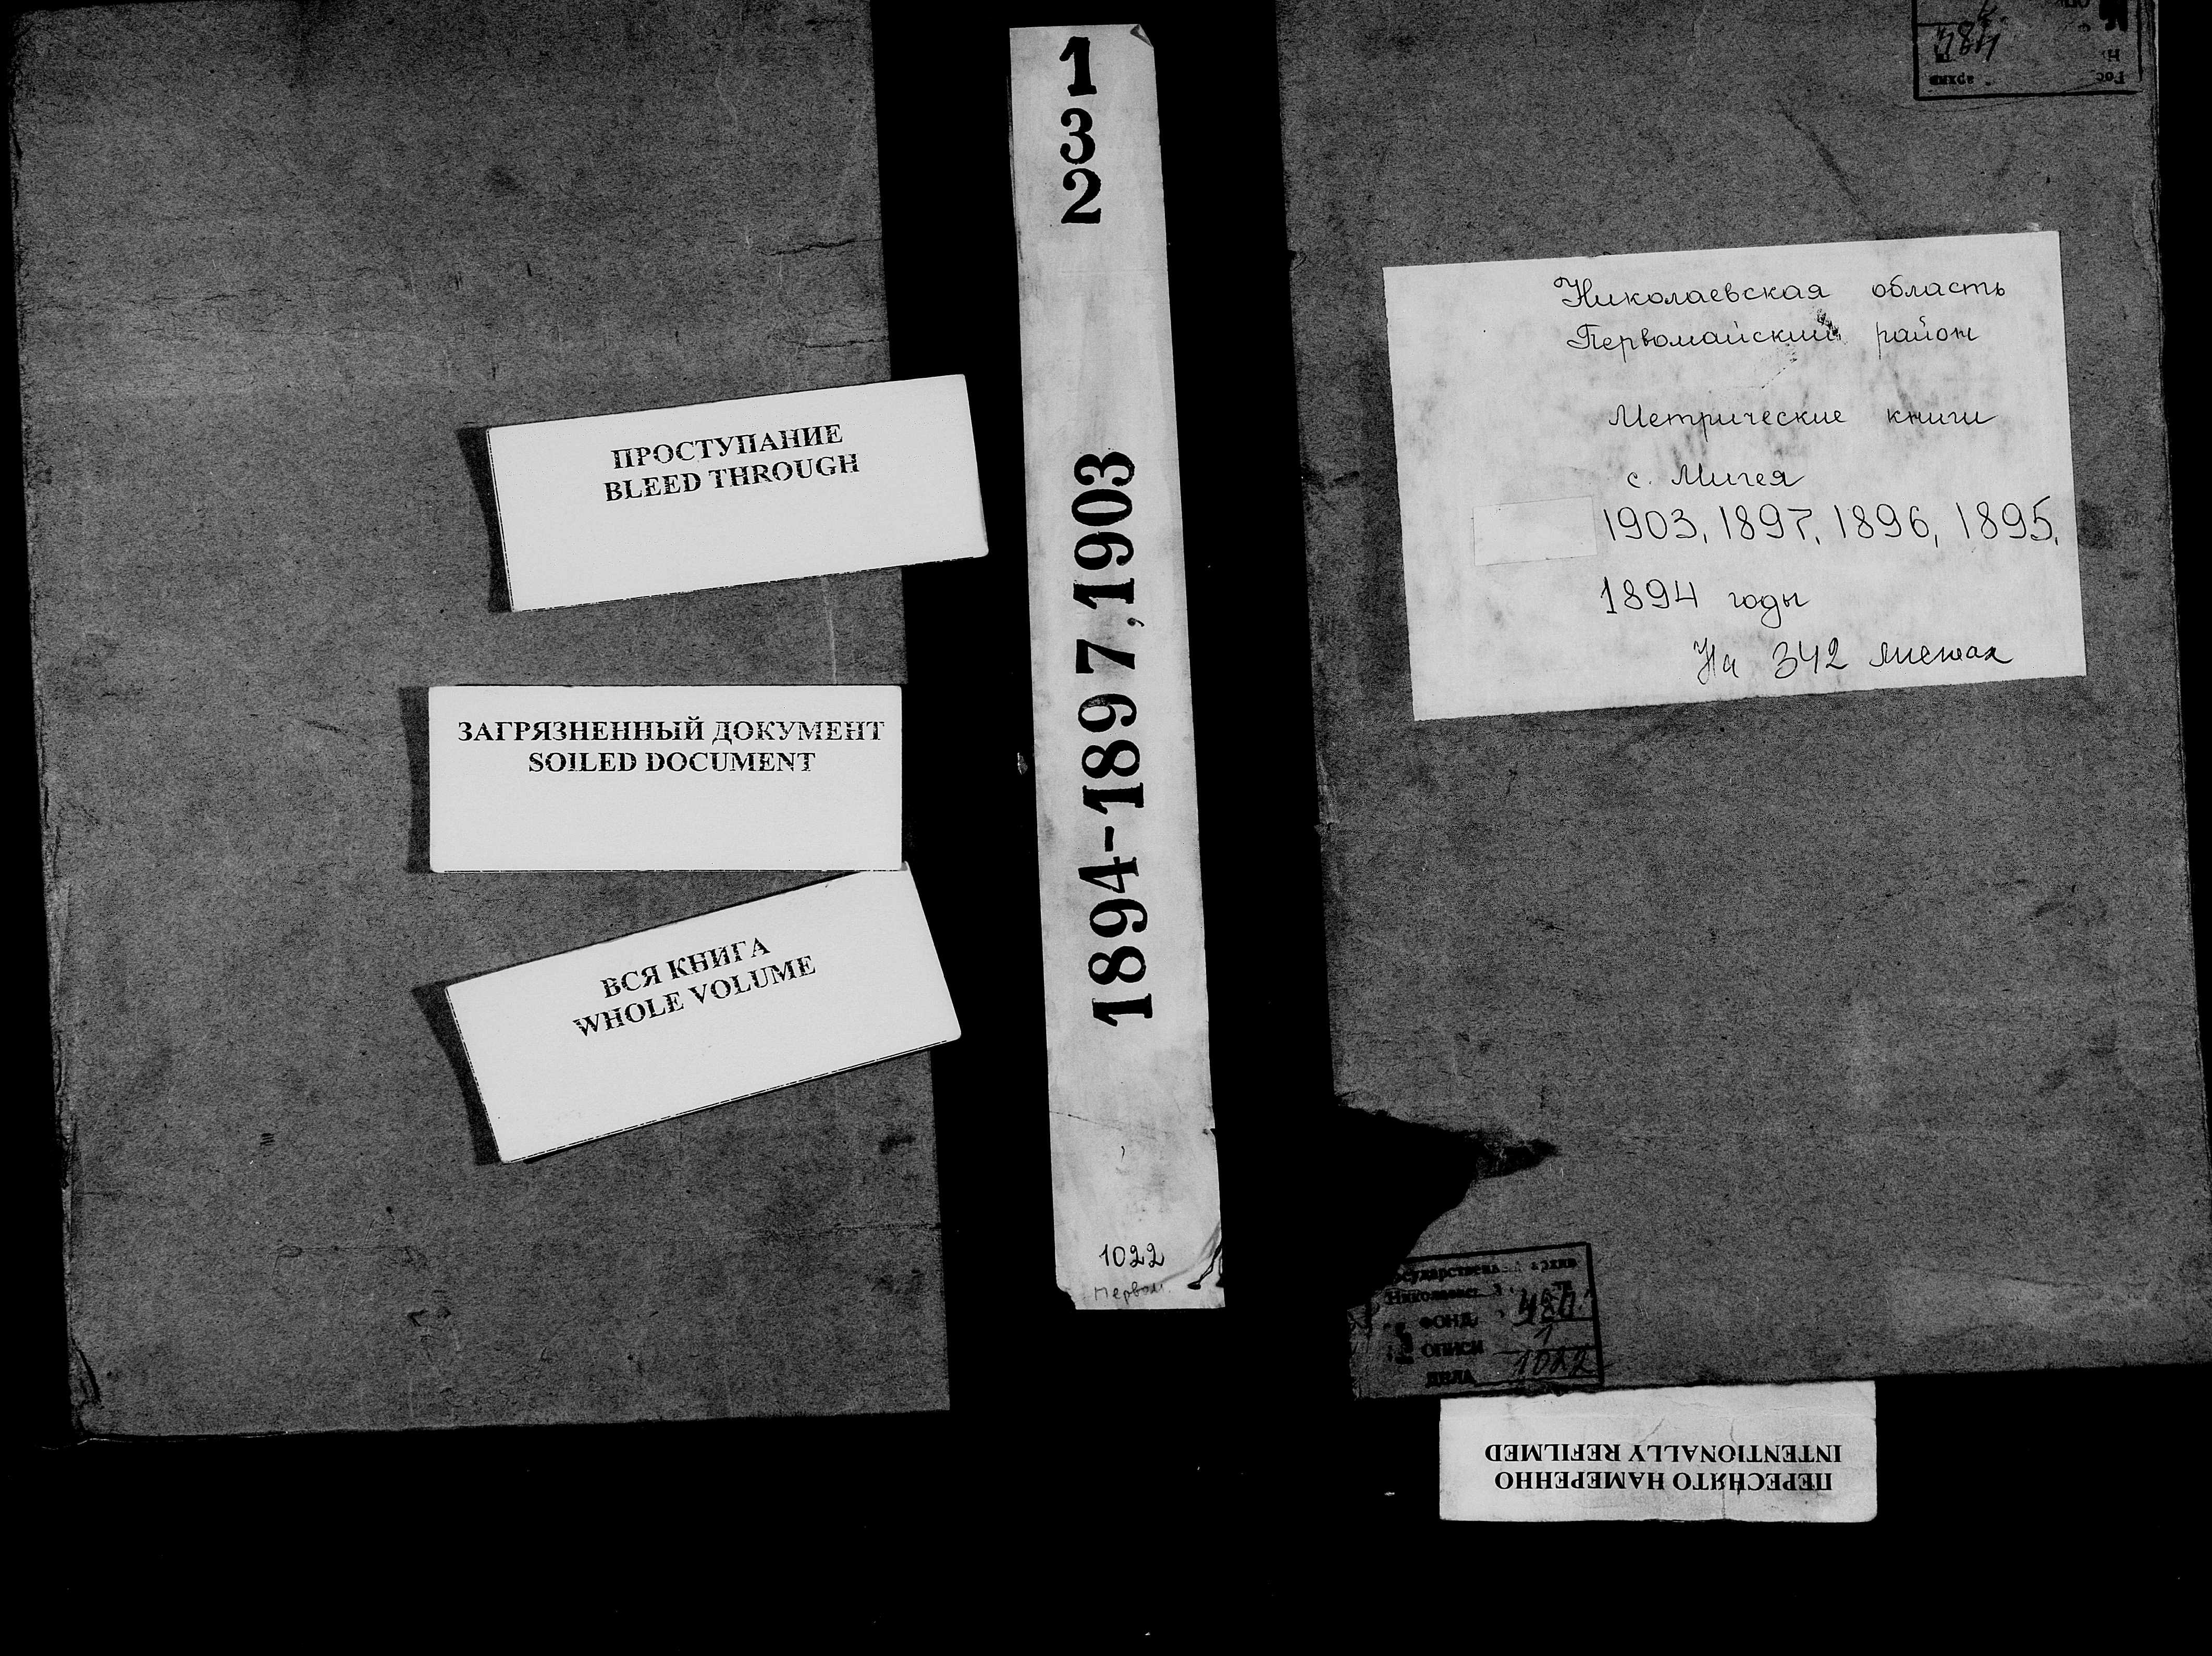 ПРОСТУПАНИЕ
BLEED THROUGH
ЗАГРЯЗНЕННЫЙ ДОКУМЕНТ
SOILED DOCUMENT
ВСЯ КНИГА
WHOLE VOLUME
1
3
2
1894-1897,1903
1022
Первом.
Николаевская область
Первомайский район
Метрические книги
с. Мигея
1903, 1897, 1896, 1895,
1894 годы
На 342 листах
ФОНД
ОПИСИ 1
ДЕЛА 1022
ПЕРЕСНЯТО НАМЕРЕННО
INTENTIONALLY REFILMED